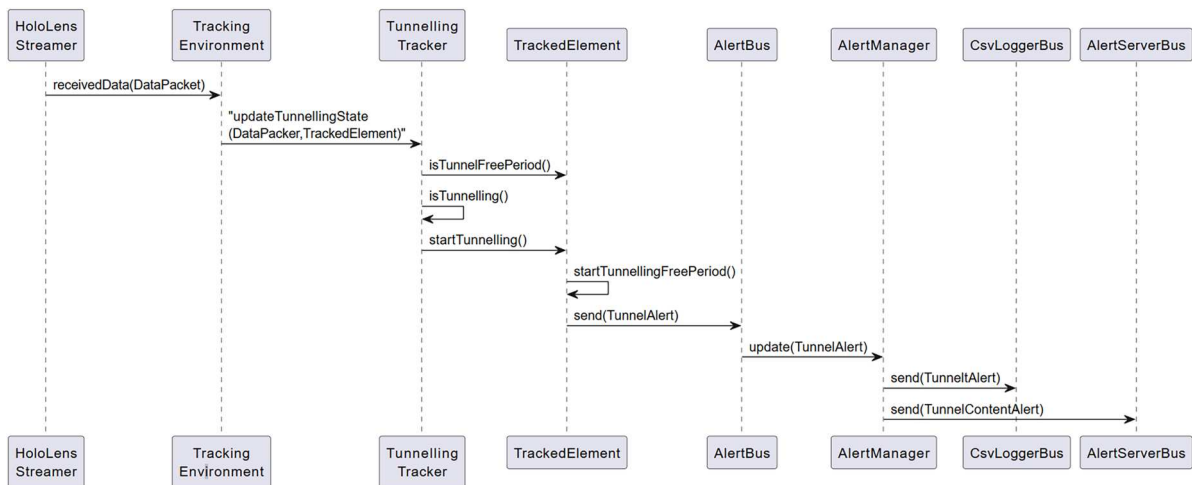 HoloLens
Streamer
Tracking
Environment
Tunnelling
Tracker
TrackedElement
AlertBus
AlertManager
CsvLoggerBus
AlertServerBus
receivedData(DataPacket)
"updateTunnellingState
(DataPacker,TrackedElement)"
isTunnelFreePeriod()
isTunnelling()
startTunnelling()
startTunnellingFreePeriod()
send(TunnelAlert)
update(TunnelAlert)
send(TunneltAlert)
send(TunnelContentAlert)
HoloLens
Streamer
Tracking
Environment
Tunnelling
Tracker
TrackedElement
AlertBus
AlertManager
CsvLoggerBus
AlertServerBus